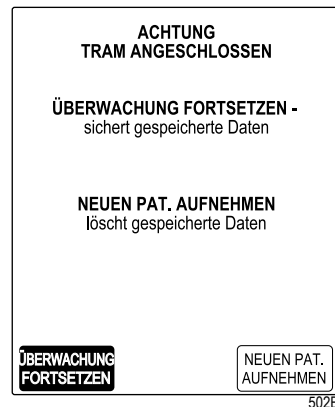 ACHTUNG
TRAM ANGESCHLOSSEN
ÜBERWACHUNG FORTSETZEN -
sichert gespeicherte Daten
NEUEN PAT. AUFNEHMEN
löscht gespeicherte Daten
ÜBERWACHUNG
FORTSETZEN
NEUEN PAT.
AUFNEHMEN